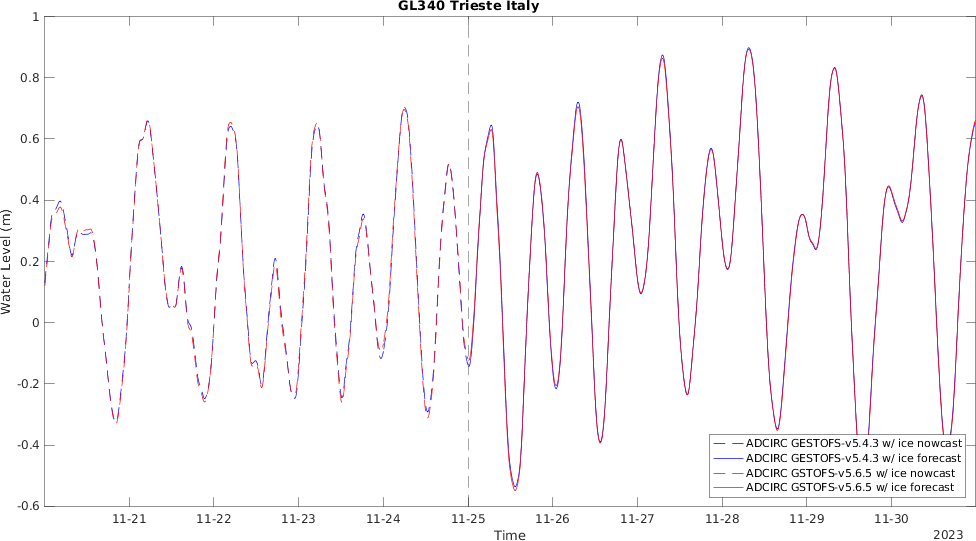 GL340 Trieste Italy
1
0.8
0.6
0.4
0.2
0
-0.2
-0.4
-0.6
Water Level (m)
ADCIRC GESTOFS-v5.4.3 w/ ice nowcast
ADCIRC GESTOFS-v5.4.3 w/ ice forecast
ADCIRC GSTOFS-v5.6.5 w/ ice nowcast
ADCIRC GSTOFS-v5.6.5 w/ ice forecast
11-21 11-22 11-23 11-24 11-25 11-26 11-27 11-28 11-29 11-30
Time
2023